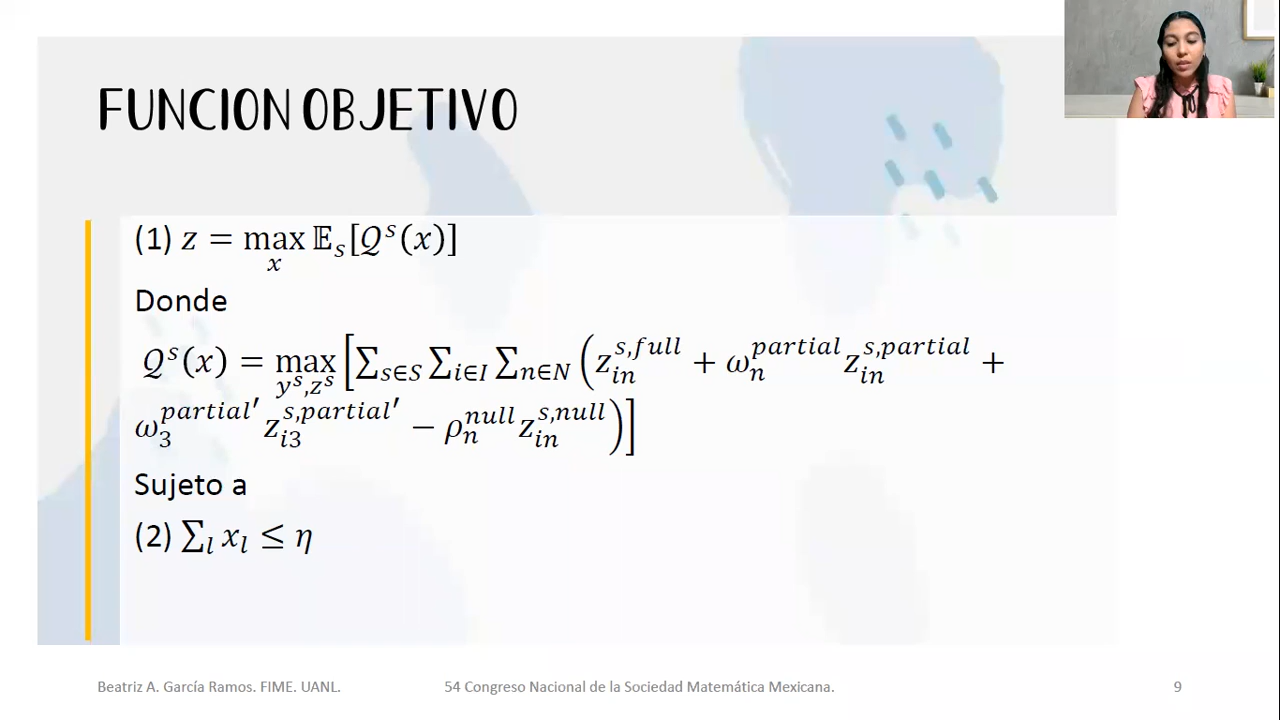 FUNCION OBJETIVO
(1) z = max_x 𝔼_s[𝒬^s(x)]
Donde
𝒬^s(x) = max_{y^s,z^s} [∑_{s∈S} ∑_{i∈I} ∑_{n∈N} (z_{in}^{s,full} + ω_n^{partial} z_{in}^{s,partial} +
ω_3^{partial′} z_{i3}^{s,partial′} − ρ_n^{null} z_{in}^{s,null})]
Sujeto a
(2) ∑_l x_l ≤ η
Beatriz A. García Ramos. FIME. UANL.
54 Congreso Nacional de la Sociedad Matemática Mexicana.
9